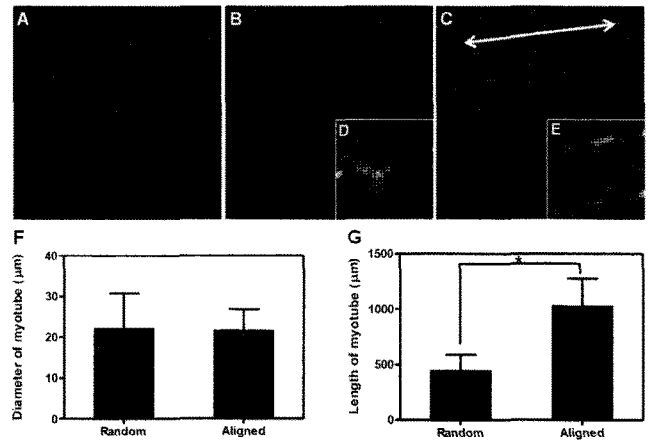 A B C
D E
F G
Diameter of myotube (μm)
40
30
20
10
0
Random Aligned
Length of myotube (μm)
1500
1000
500
0
*
Random Aligned